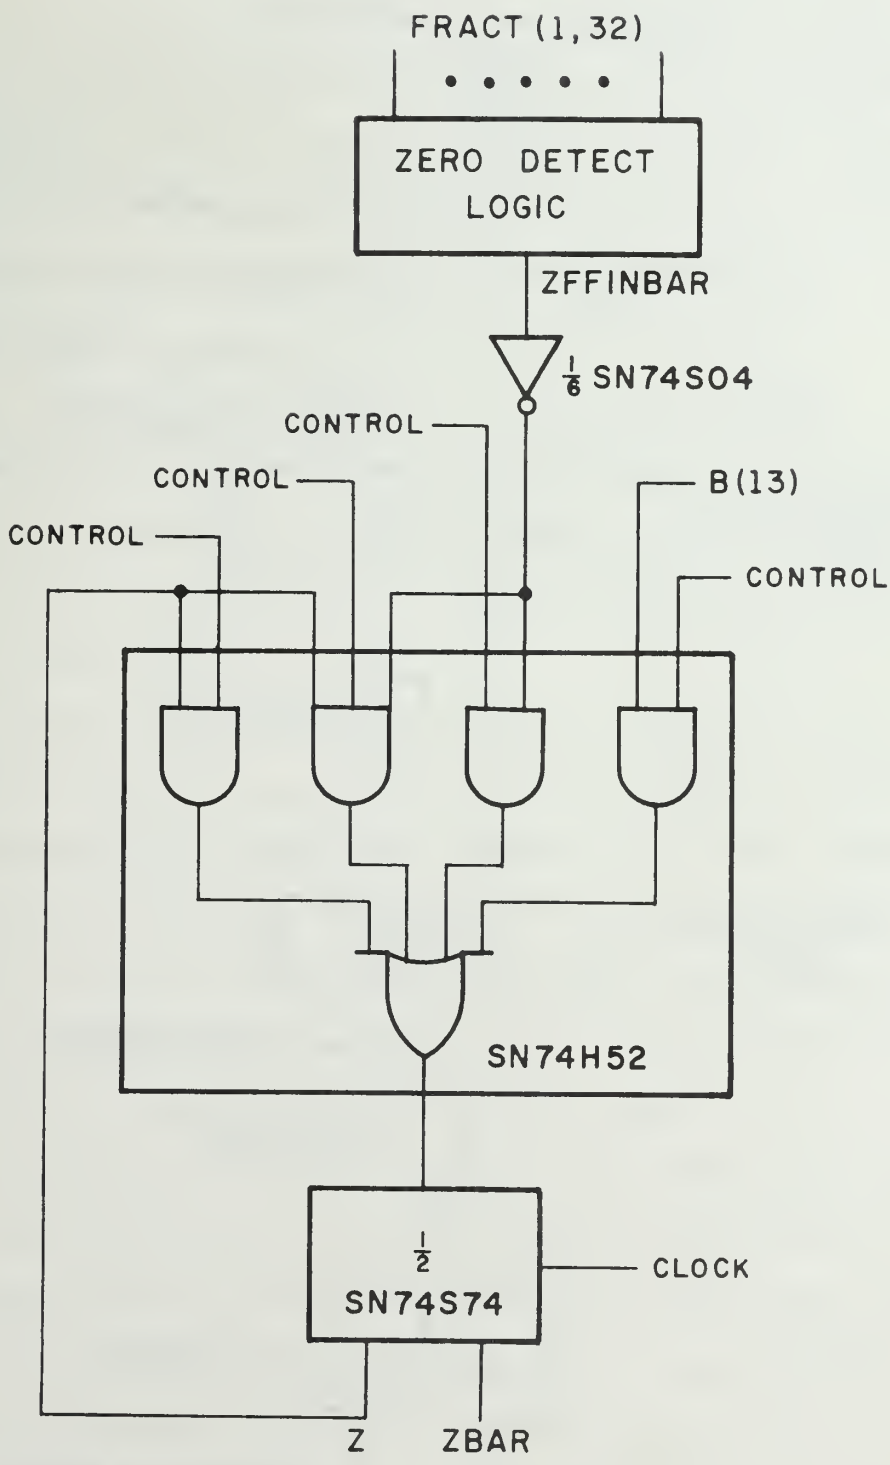 FRACT (1,32)
ZERO DETECT
LOGIC
ZFFINBAR
1/6 SN74S04
CONTROL
CONTROL
B(13)
CONTROL
CONTROL
SN74H52
1/2
SN74S74
CLOCK
Z
ZBAR